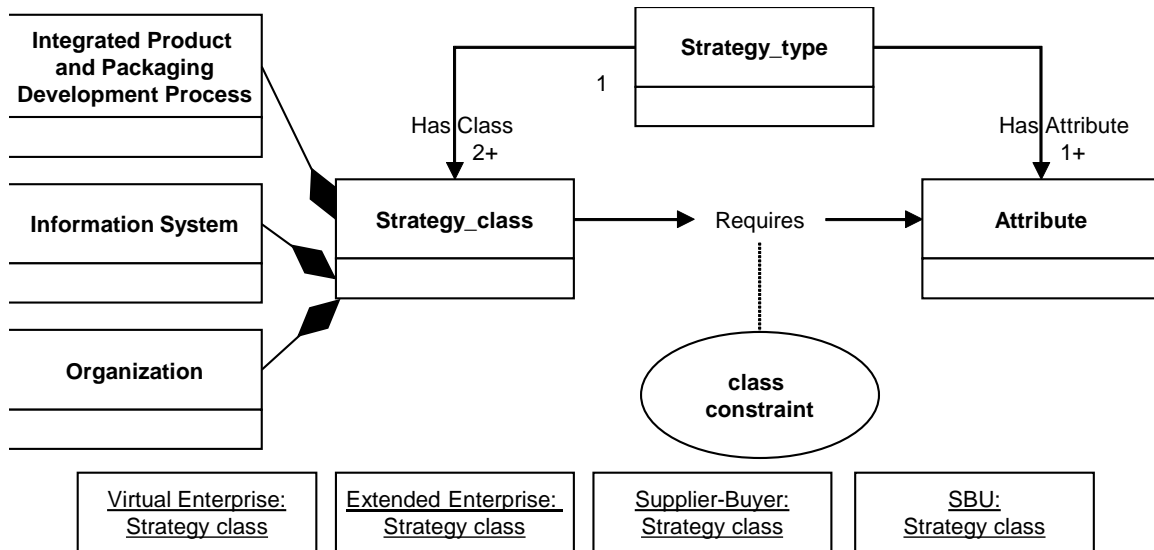 Integrated Product
and Packaging
Development Process
Strategy_type
1
Has Class
2+
Has Attribute
1+
Information System
Strategy_class
Requires
Attribute
Organization
class
constraint
Virtual Enterprise:
Strategy class
Extended Enterprise:
Strategy class
Supplier-Buyer:
Strategy class
SBU:
Strategy class